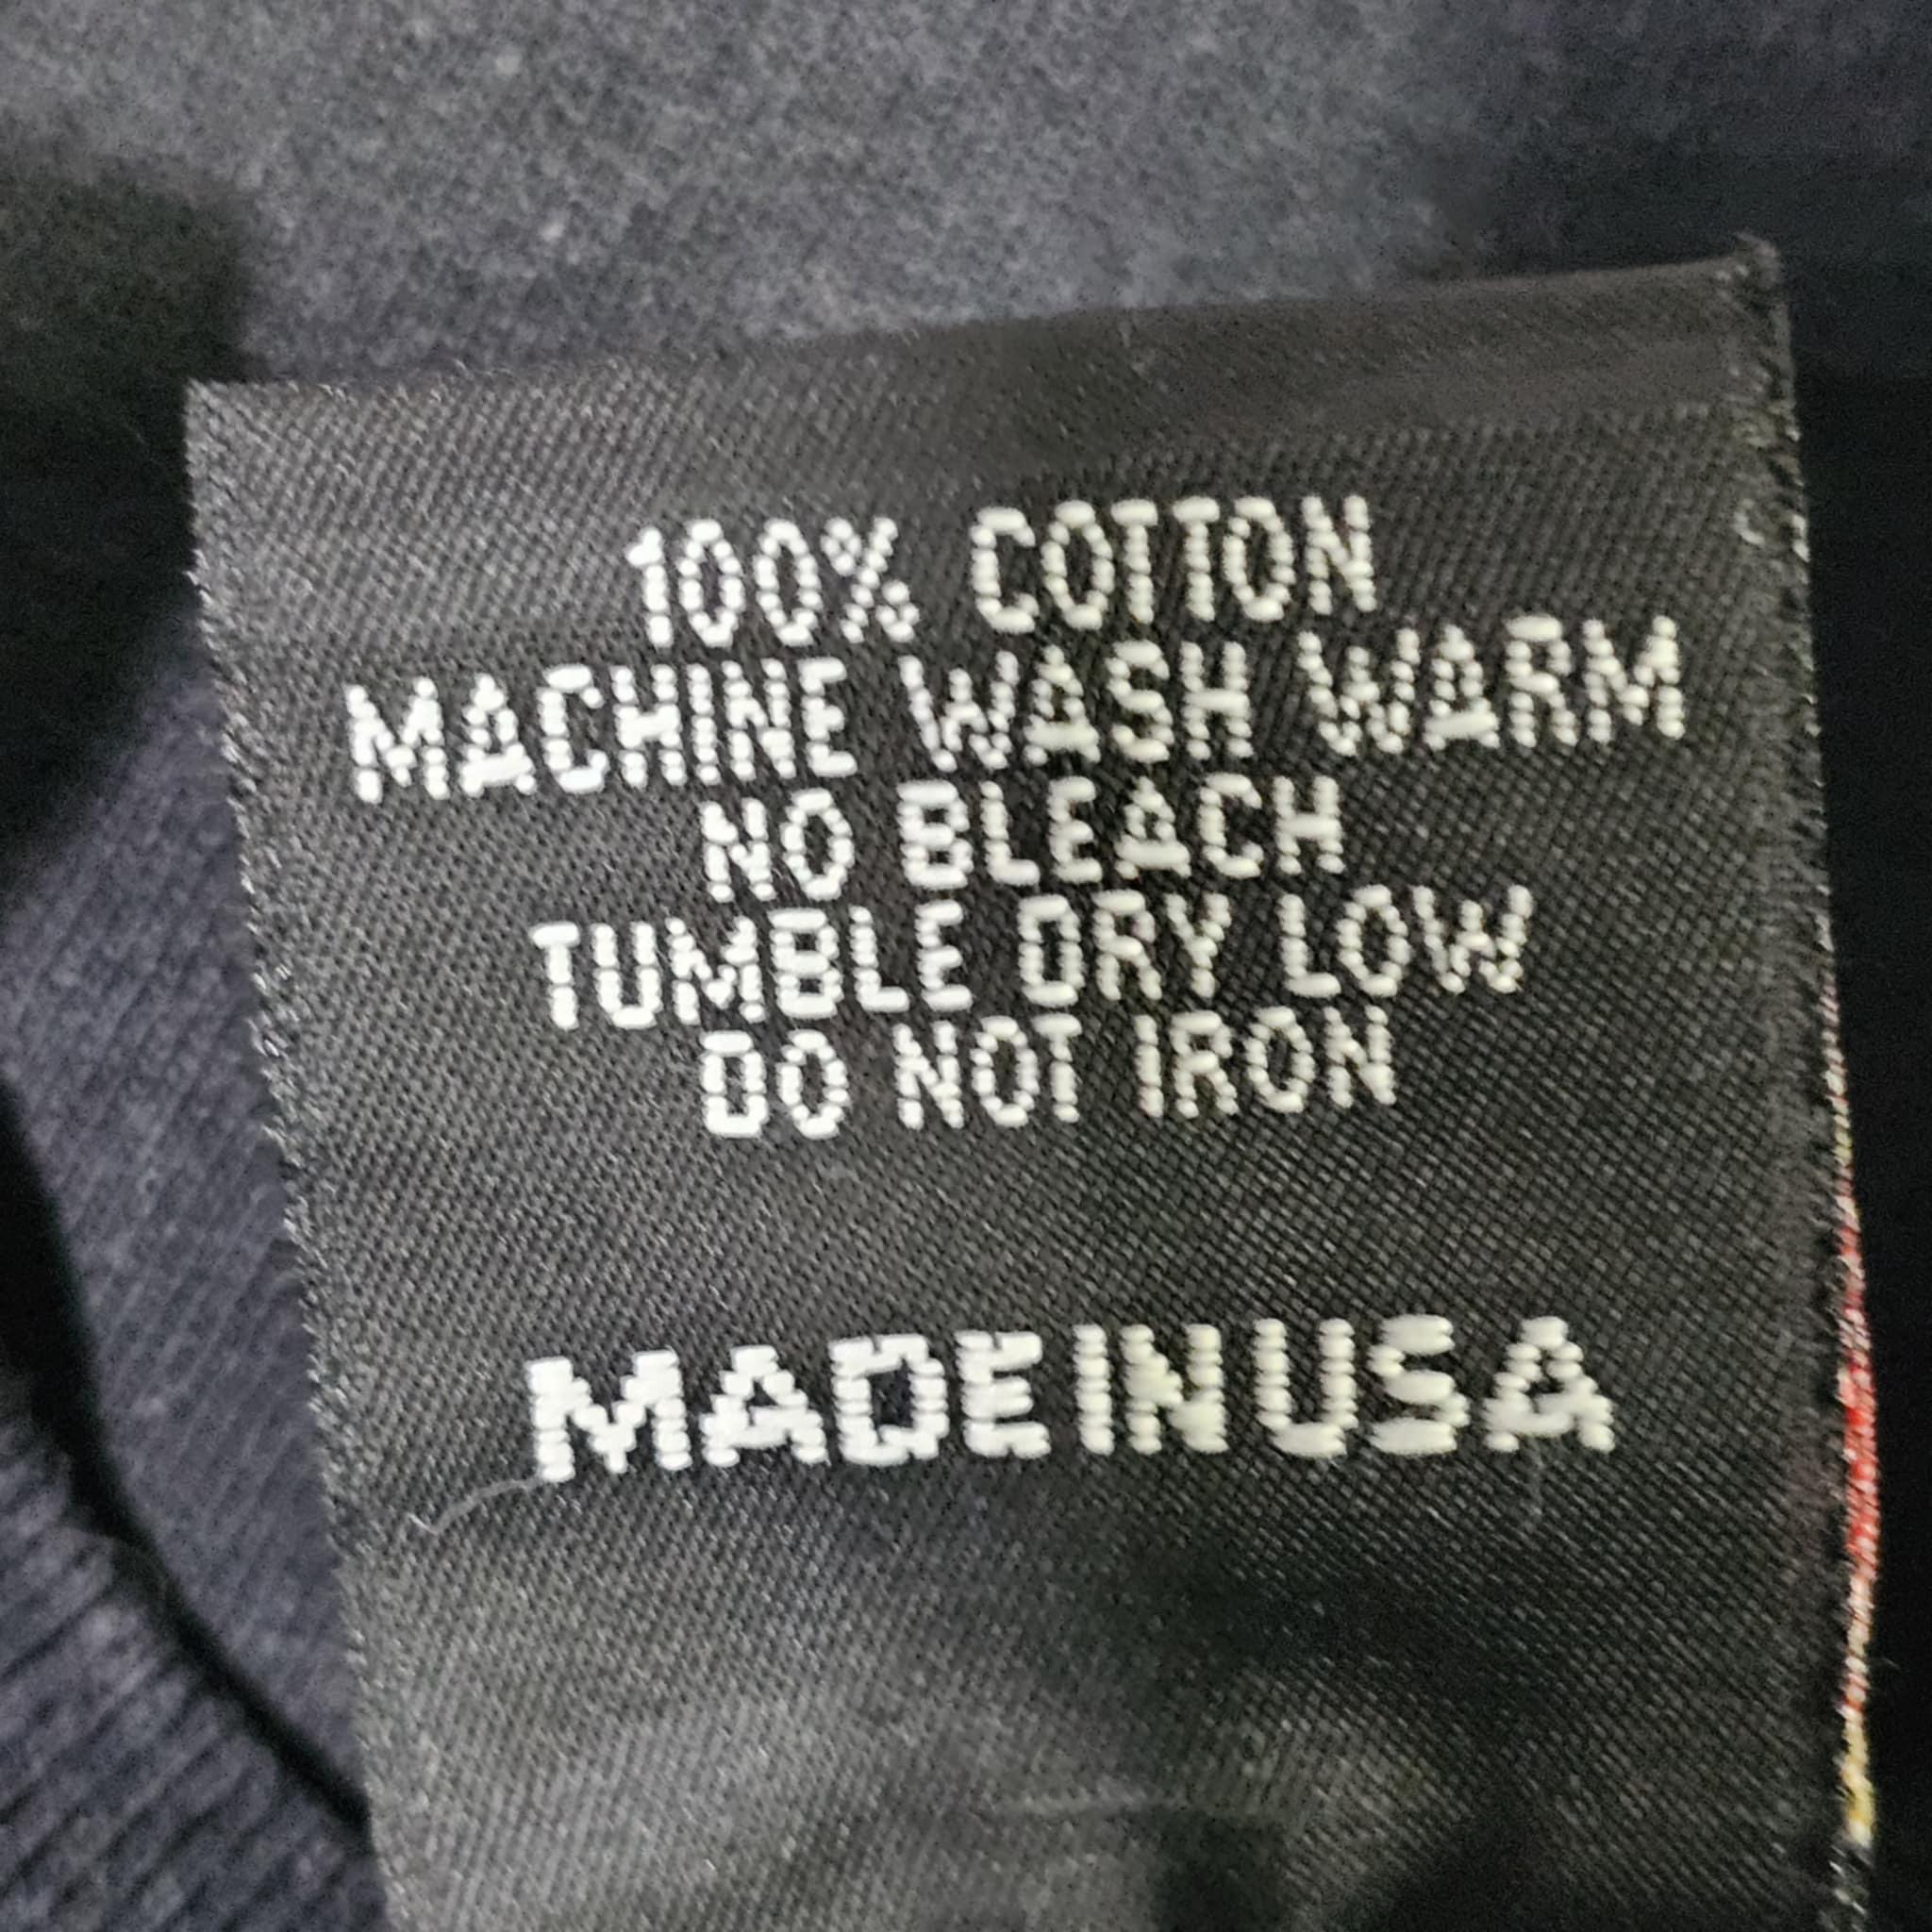 100% COTTON
MACHINE WASH WARM
NO BLEACH
TUMBLE DRY LOW
DO NOT IRON
MADE IN USA